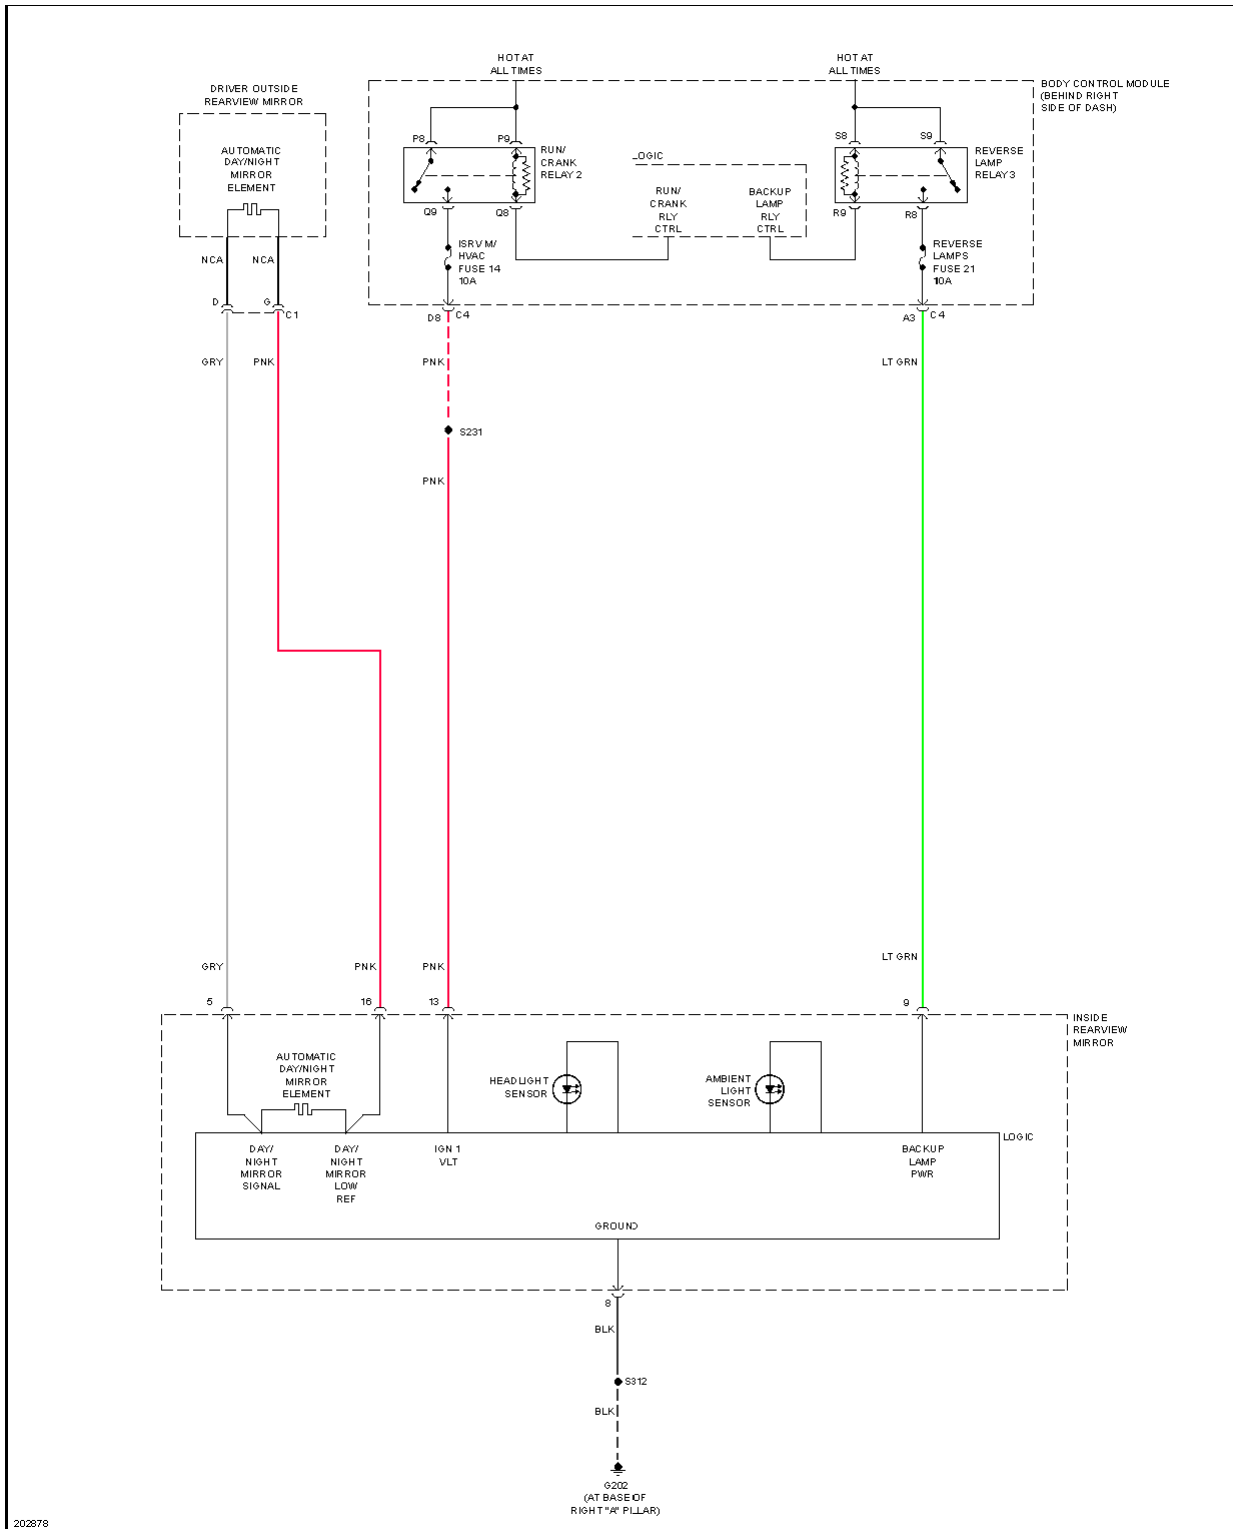 HOT AT
ALL TIMES
HOT AT
ALL TIMES
BODY CONTROL MODULE
(BEHIND RIGHT
SIDE OF DASH)
DRIVER OUTSIDE
REARVIEW MIRROR
AUTOMATIC
DAY/NIGHT
MIRROR
ELEMENT
P8
P9
RUN/
CRANK
RELAY 2
LOGIC
RUN/
CRANK
RLY
CTRL
BACKUP
LAMP
RLY
CTRL
S8
S9
REVERSE
LAMP
RELAY 3
Q9
Q8
R9
R8
ISRVM/
HVAC
FUSE 14
10A
REVERSE
LAMPS
FUSE 21
10A
NCA
NCA
D
G
C1
D8
C4
A3
C4
GRY
PNK
PNK
LT GRN
S231
PNK
GRY
PNK
PNK
LT GRN
5
16
13
9
INSIDE
REARVIEW
MIRROR
AUTOMATIC
DAY/NIGHT
MIRROR
ELEMENT
HEADLIGHT
SENSOR
AMBIENT
LIGHT
SENSOR
LOGIC
DAY/
NIGHT
MIRROR
SIGNAL
DAY/
NIGHT
MIRROR
LOW
REF
IGN 1
VLT
BACKUP
LAMP
PWR
GROUND
8
BLK
S312
BLK
G202
(AT BASE OF
RIGHT "A" PILLAR)
202878